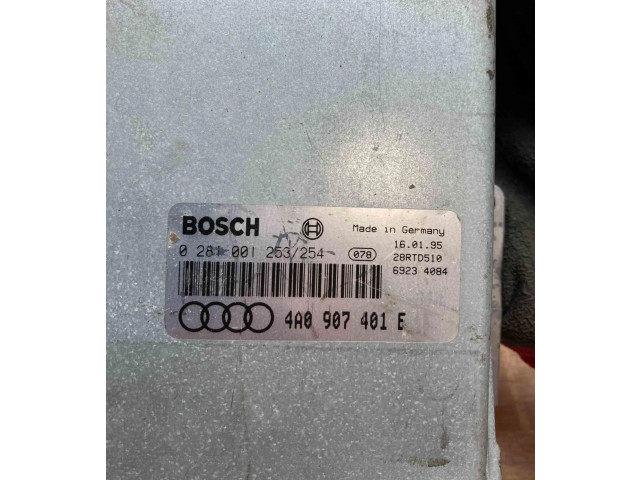 BOSCH Made in Germany
16.01.95
0 281 001 253/254 078 28RTD510
6923 4084
4A0 907 401 E